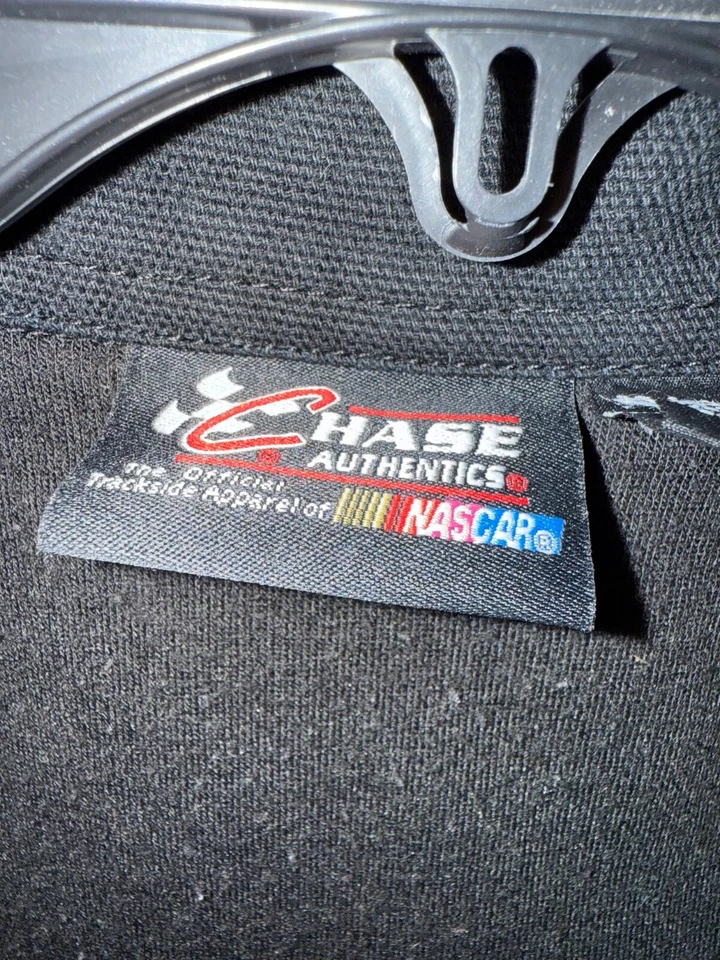 CHASE
AUTHENTICS®
The Official
Trackside Apparel of NASCAR®